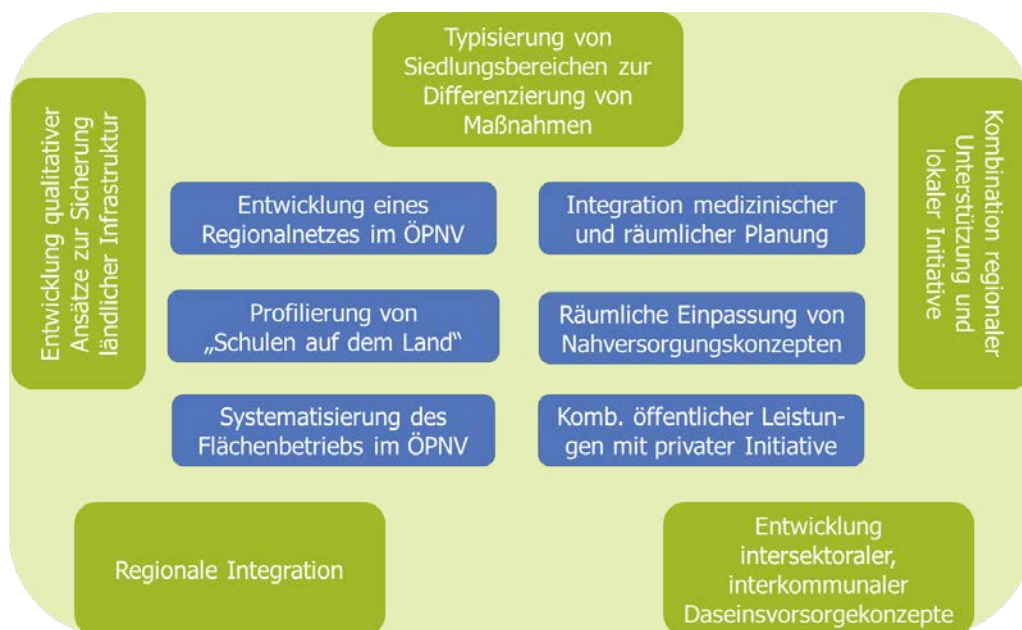 Typisierung von
Siedlungsbereichen zur
Differenzierung von
Maßnahmen
Entwicklung qualitativer
Ansätze zur Sicherung
ländlicher Infrastruktur
Kombination regionaler
Unterstützung und
lokaler Initiative
Entwicklung eines
Regionalnetzes im ÖPNV
Integration medizinischer
und räumlicher Planung
Profilierung von
„Schulen auf dem Land“
Räumliche Einpassung von
Nahversorgungskonzepten
Systematisierung des
Flächenbetriebs im ÖPNV
Komb. öffentlicher Leistun-
gen mit privater Initiative
Regionale Integration
Entwicklung
intersektoraler,
interkommunaler
Daseinsvorsorgekonzepte